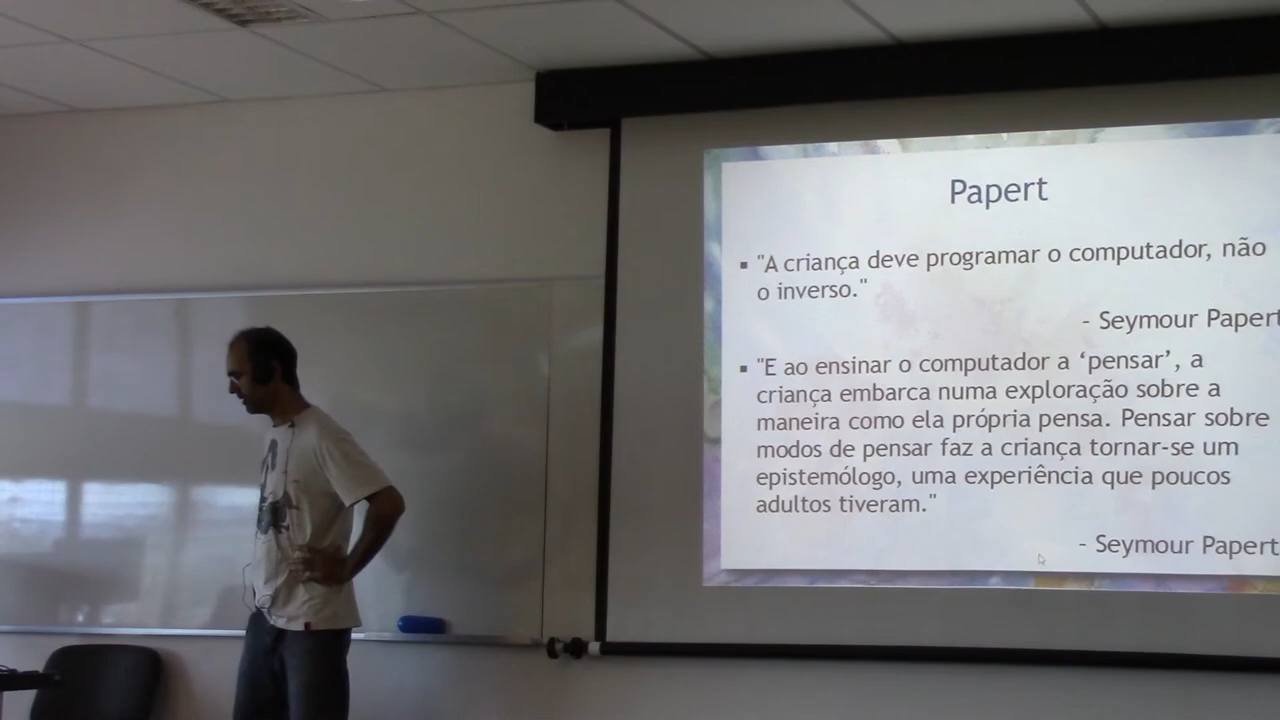 Papert
"A criança deve programar o computador, não
o inverso."
- Seymour Papert
"E ao ensinar o computador a ‘pensar’, a
criança embarca numa exploração sobre a
maneira como ela própria pensa. Pensar sobre
modos de pensar faz a criança tornar-se um
epistemólogo, uma experiência que poucos
adultos tiveram."
- Seymour Papert